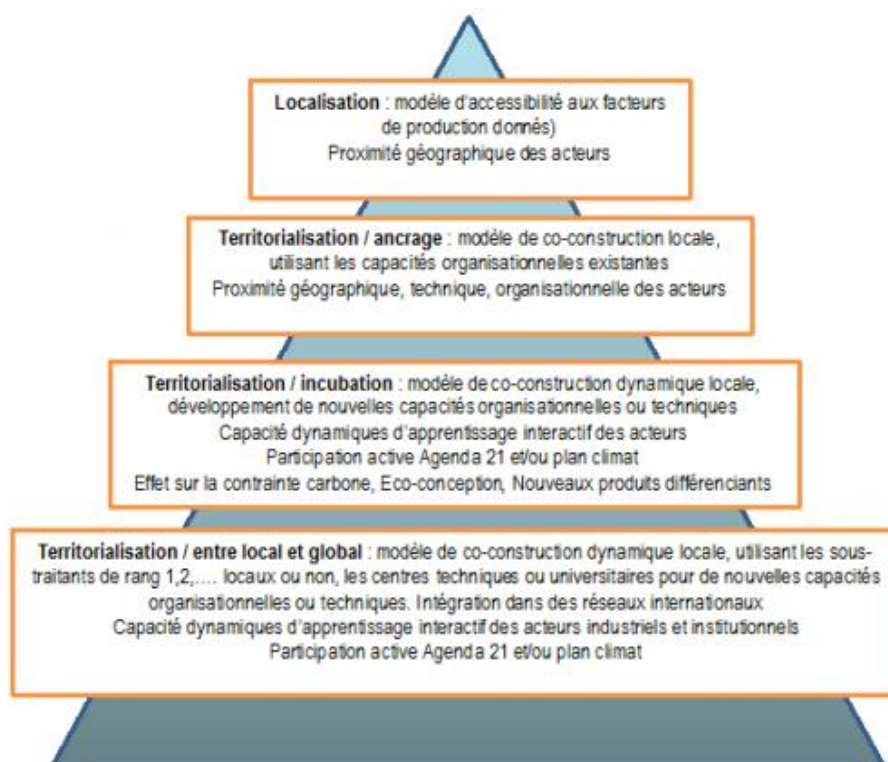 Localisation : modèle d'accessibilité aux facteurs
de production donnés)
Proximité géographique des acteurs
Territorialisation / ancrage : modèle de co-construction locale,
utilisant les capacités organisationnelles existantes
Proximité géographique, technique, organisationnelle des acteurs
Territorialisation / incubation : modèle de co-construction dynamique locale,
développement de nouvelles capacités organisationnelles ou techniques
Capacité dynamiques d'apprentissage interactif des acteurs
Participation active Agenda 21 et/ou plan climat
Effet sur la contrainte carbone, Eco-conception, Nouveaux produits différenciants
Territorialisation / entre local et global : modèle de co-construction dynamique locale, utilisant les sous-
traitants de rang 1,2,.... locaux ou non, les centres techniques ou universitaires pour de nouvelles capacités
organisationnelles ou techniques. Intégration dans des réseaux internationaux
Capacité dynamiques d'apprentissage interactif des acteurs industriels et institutionnels
Participation active Agenda 21 et/ou plan climat